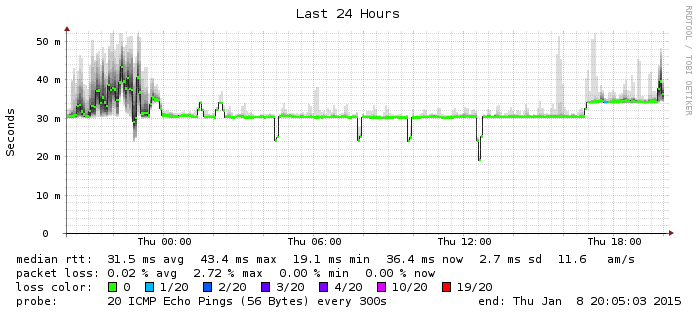 Last 24 Hours
RRDTOOL / TOBI OETIKER
Seconds
50 m
40 m
30 m
20 m
10 m
0
Thu 00:00 Thu 06:00 Thu 12:00 Thu 18:00
median rtt: 31.5 ms avg 43.4 ms max 19.1 ms min 36.4 ms now 2.7 ms sd 11.6 am/s
packet loss: 0.02 % avg 2.72 % max 0.00 % min 0.00 % now
loss color: 0 1/20 2/20 3/20 4/20 10/20 19/20
probe: 20 ICMP Echo Pings (56 Bytes) every 300s end: Thu Jan 8 20:05:03 2015